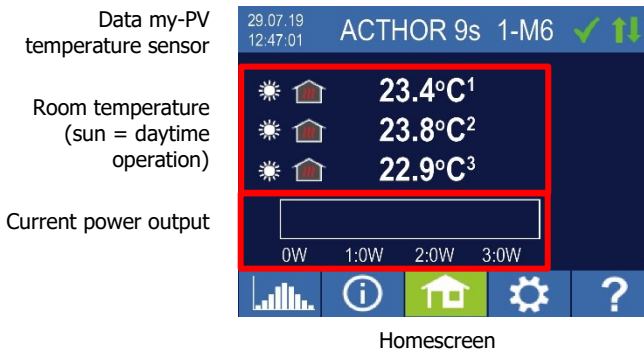 Data my-PV
temperature sensor
Room temperature
(sun = daytime
operation)
Current power output
29.07.19
12:47:01
ACTHOR 9s 1-M6
23.4°C¹
23.8°C²
22.9°C³
0W 1:0W 2:0W 3:0W
?
Homescreen